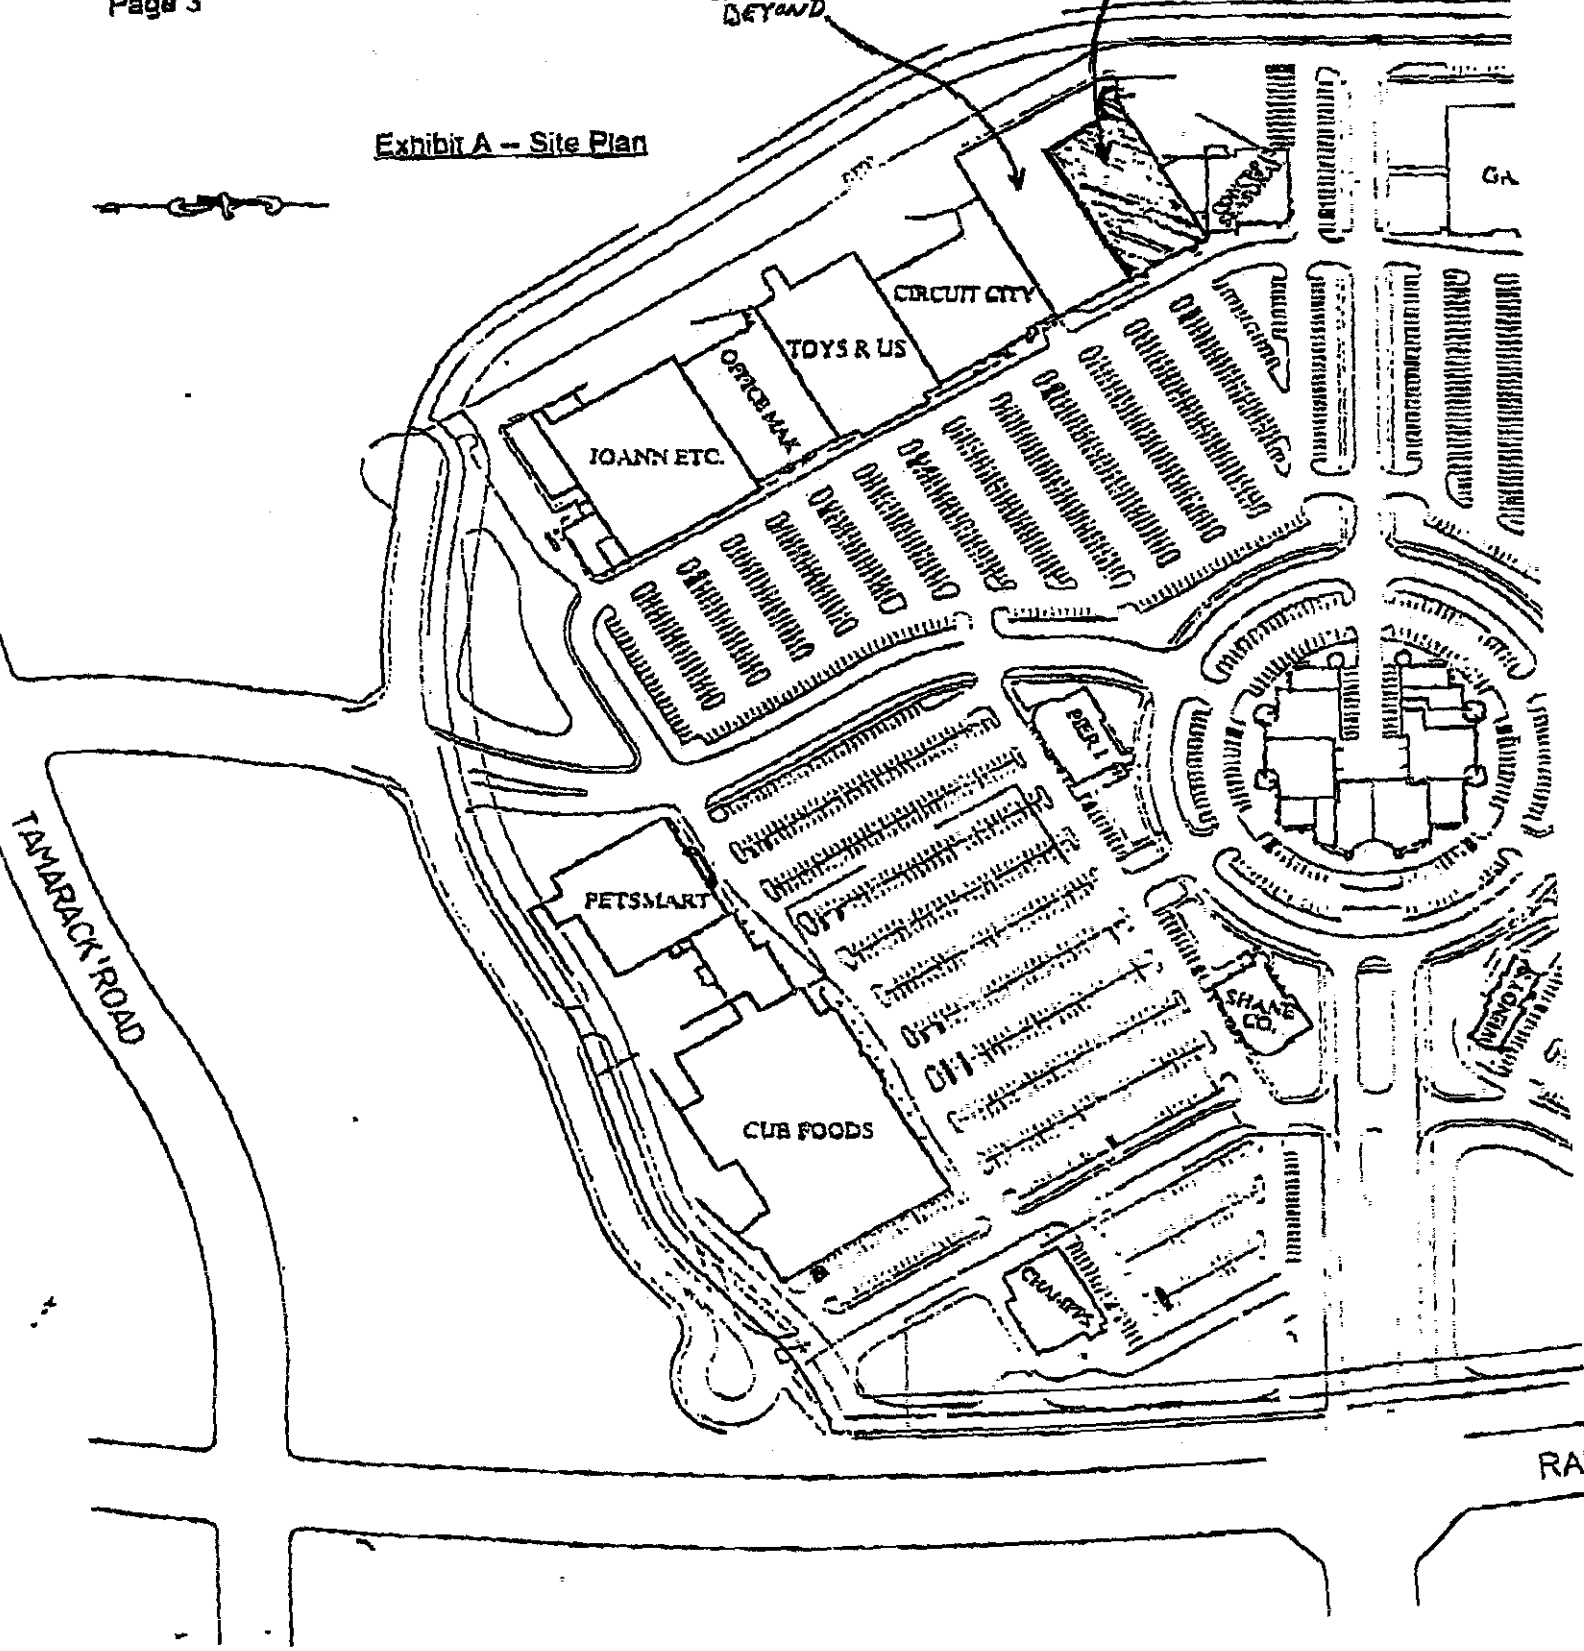 Page 3
BEYOND
Exhibit A -- Site Plan
CIRCUIT CITY
TOYS R US
OFFICE MAX
JOANN ETC.
PIER 1
PETSMART
TAMARACK ROAD
SHANE
CO.
WENDY'S
CUB FOODS
CHAMPPS
RA